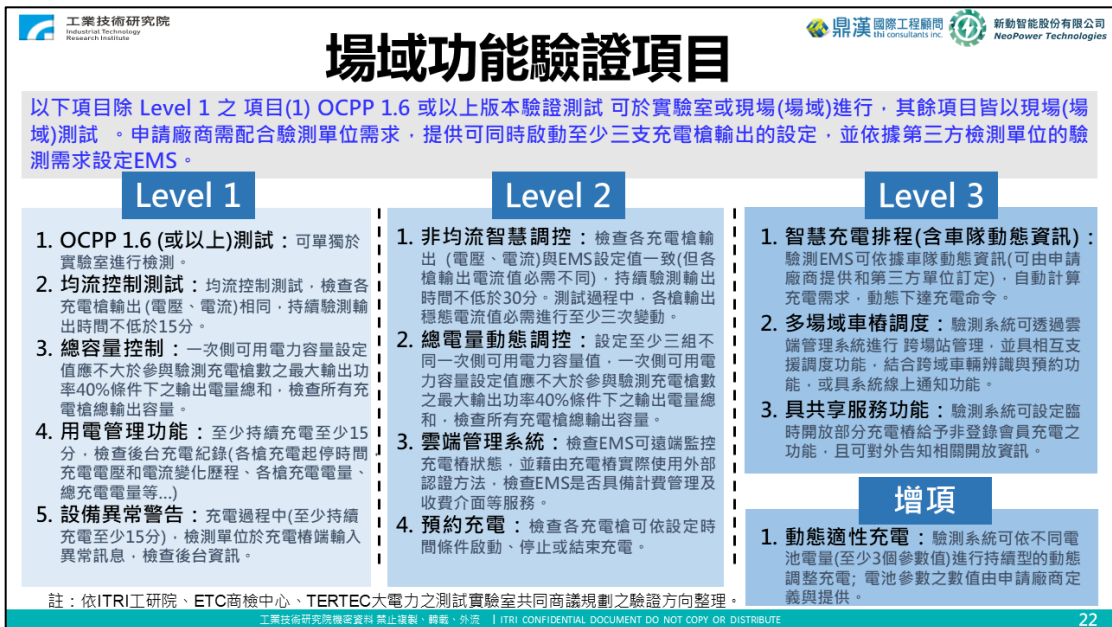 工業技術研究院
Industrial Technology
Research Institute
鼎漢國際工程顧問
thi consultants inc.
新動智能股份有限公司
NeoPower Technologies
場域功能驗證項目
以下項目除 Level 1 之 項目(1) OCPP 1.6 或以上版本驗證測試 可於實驗室或現場(場域)進行，其餘項目皆以現場(場
域)測試 。申請廠商需配合驗測單位需求，提供可同時啟動至少三支充電槍輸出的設定，並依據第三方檢測單位的驗
測需求設定EMS。
Level 1
1. OCPP 1.6 (或以上)測試：可單獨於
實驗室進行檢測。
2. 均流控制測試：均流控制測試，檢查各
充電槍輸出(電壓、電流)相同，持續驗測輸
出時間不低於15分。
3. 總容量控制：一次側可用電力容量設定
值應不大於參與驗測充電槍數之最大輸出功
率40%條件下之輸出電量總和，檢查所有充
電槍總輸出容量。
4. 用電管理功能：至少持續充電至少15
分，檢查後台充電紀錄(各槍充電起停時間、
充電電壓和電流變化歷程、各槍充電電量、
總充電電量等...)
5. 設備異常警告：充電過程中(至少持續
充電至少15分)，檢測單位於充電樁端輸入
異常訊息，檢查後台資訊。
Level 2
1. 非均流智慧調控：檢查各充電槍輸
出 (電壓、電流)與EMS設定值一致(但各
槍輸出電流值必需不同)，持續驗測輸出
時間不低於30分。測試過程中，各槍輸出
穩態電流值必需進行至少三次變動。
2. 總電量動態調控：設定至少三組不
同一次側可用電力容量值，一次側可用電
力容量設定值應不大於參與驗測充電槍數
之最大輸出功率40%條件下之輸出電量總
和，檢查所有充電槍總輸出容量。
3. 雲端管理系統：檢查EMS可遠端監控
充電樁狀態，並藉由充電樁實際使用外部
認證方法，檢查EMS是否具備計費管理及
收費介面等服務。
4. 預約充電：檢查各充電槍可依設定時
間條件啟動、停止或結束充電。
Level 3
1. 智慧充電排程(含車隊動態資訊)：
驗測EMS可依據車隊動態資訊(可由申請
廠商提供和第三方單位訂定)，自動計算
充電需求，動態下達充電命令。
2. 多場域車樁調度：驗測系統可透過雲
端管理系統進行 跨場站管理，並具相互支
援調度功能，結合跨域車輛辨識與預約功
能，或具系統線上通知功能。
3. 具共享服務功能：驗測系統可設定臨
時開放部分充電樁給予非登錄會員充電之
功能，且可對外告知相關開放資訊。
增項
1. 動態適性充電：驗測系統可依不同電
池電量(至少3個參數值)進行持續型的動態
調整充電; 電池參數之數值由申請廠商定
義與提供。
註：依ITRI工研院、ETC商檢中心、TERTEC大電力之測試實驗室共同商議規劃之驗證方向整理。
工業技術研究院機密資料 禁止複製、轉載、外流 | ITRI CONFIDENTIAL DOCUMENT DO NOT COPY OR DISTRIBUTE
22